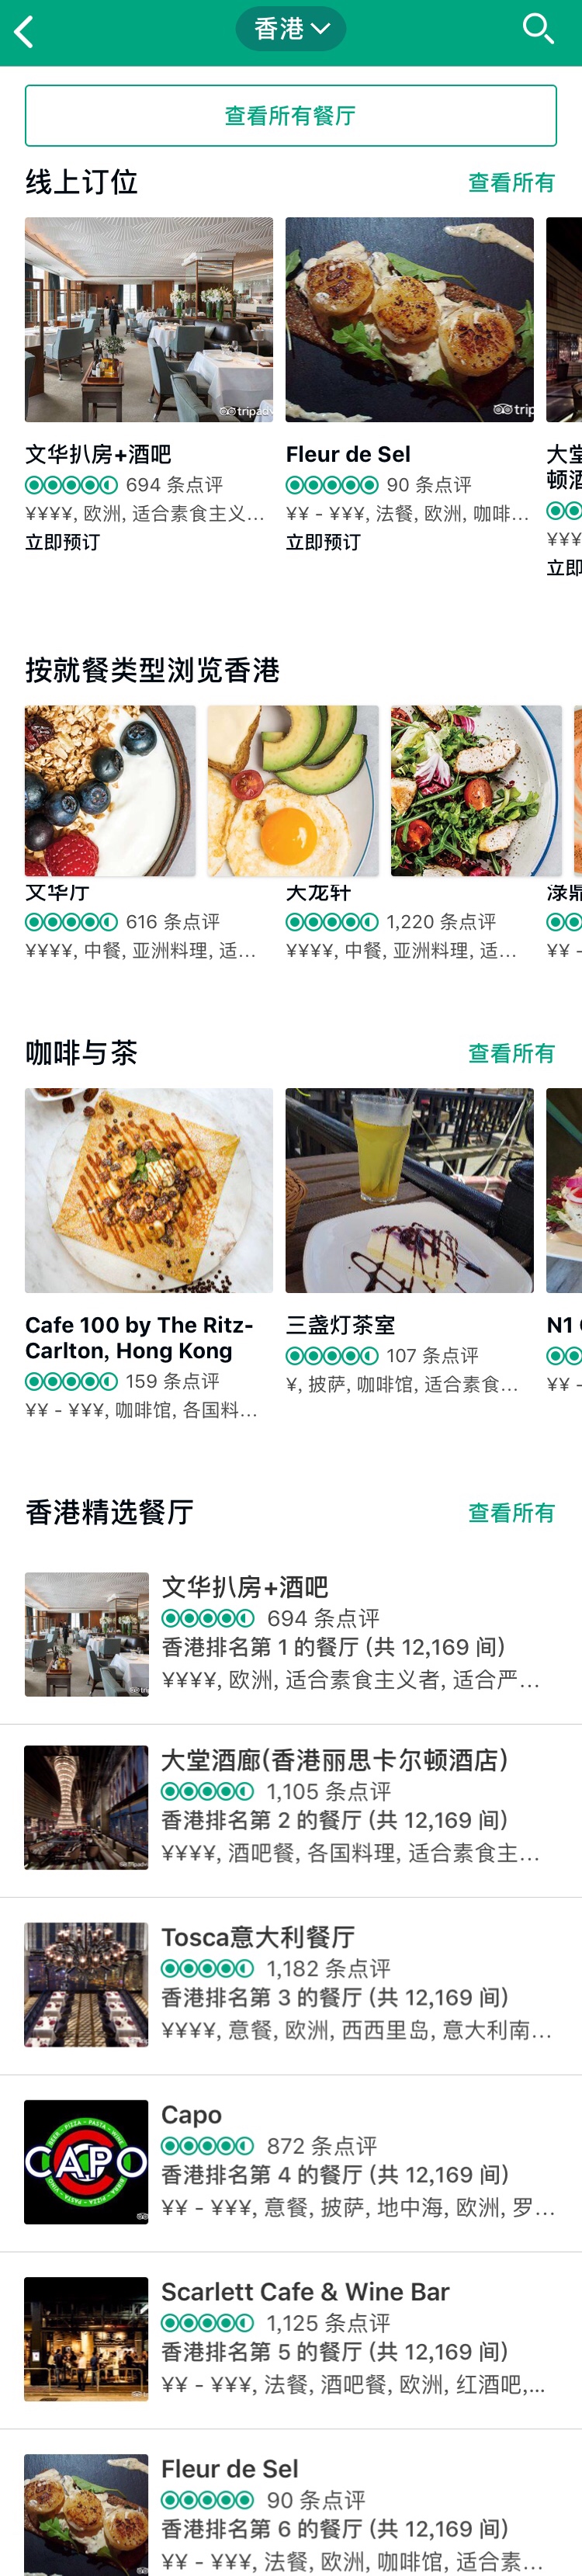 香港
查看所有餐厅
线上订位
查看所有
文华扒房+酒吧
694 条点评
¥¥¥¥, 欧洲, 适合素食主义…
立即预订
Fleur de Sel
90 条点评
¥¥ - ¥¥¥, 法餐, 欧洲, 咖啡…
立即预订
大堂
顿酒
¥¥¥
立即
按就餐类型浏览香港
文华厅
616 条点评
¥¥¥¥, 中餐, 亚洲料理, 适…
天龙轩
1,220 条点评
¥¥¥¥, 中餐, 亚洲料理, 适…
渌鼎
¥¥ -
咖啡与茶
查看所有
Cafe 100 by The Ritz-
Carlton, Hong Kong
159 条点评
¥¥ - ¥¥¥, 咖啡馆, 各国料…
三盏灯茶室
107 条点评
¥, 披萨, 咖啡馆, 适合素食…
N1
¥¥ -
香港精选餐厅
查看所有
文华扒房+酒吧
694 条点评
香港排名第 1 的餐厅 (共 12,169 间)
¥¥¥¥, 欧洲, 适合素食主义者, 适合严…
大堂酒廊(香港丽思卡尔顿酒店)
1,105 条点评
香港排名第 2 的餐厅 (共 12,169 间)
¥¥¥¥, 酒吧餐, 各国料理, 适合素食主…
Tosca意大利餐厅
1,182 条点评
香港排名第 3 的餐厅 (共 12,169 间)
¥¥¥¥, 意餐, 欧洲, 西西里岛, 意大利南…
CAPO
Capo
872 条点评
香港排名第 4 的餐厅 (共 12,169 间)
¥¥ - ¥¥¥, 意餐, 披萨, 地中海, 欧洲, 罗…
Scarlett Cafe & Wine Bar
1,125 条点评
香港排名第 5 的餐厅 (共 12,169 间)
¥¥ - ¥¥¥, 法餐, 酒吧餐, 欧洲, 红酒吧,…
Fleur de Sel
90 条点评
香港排名第 6 的餐厅 (共 12,169 间)
¥¥ - ¥¥¥, 法餐, 欧洲, 咖啡馆, 适合素…